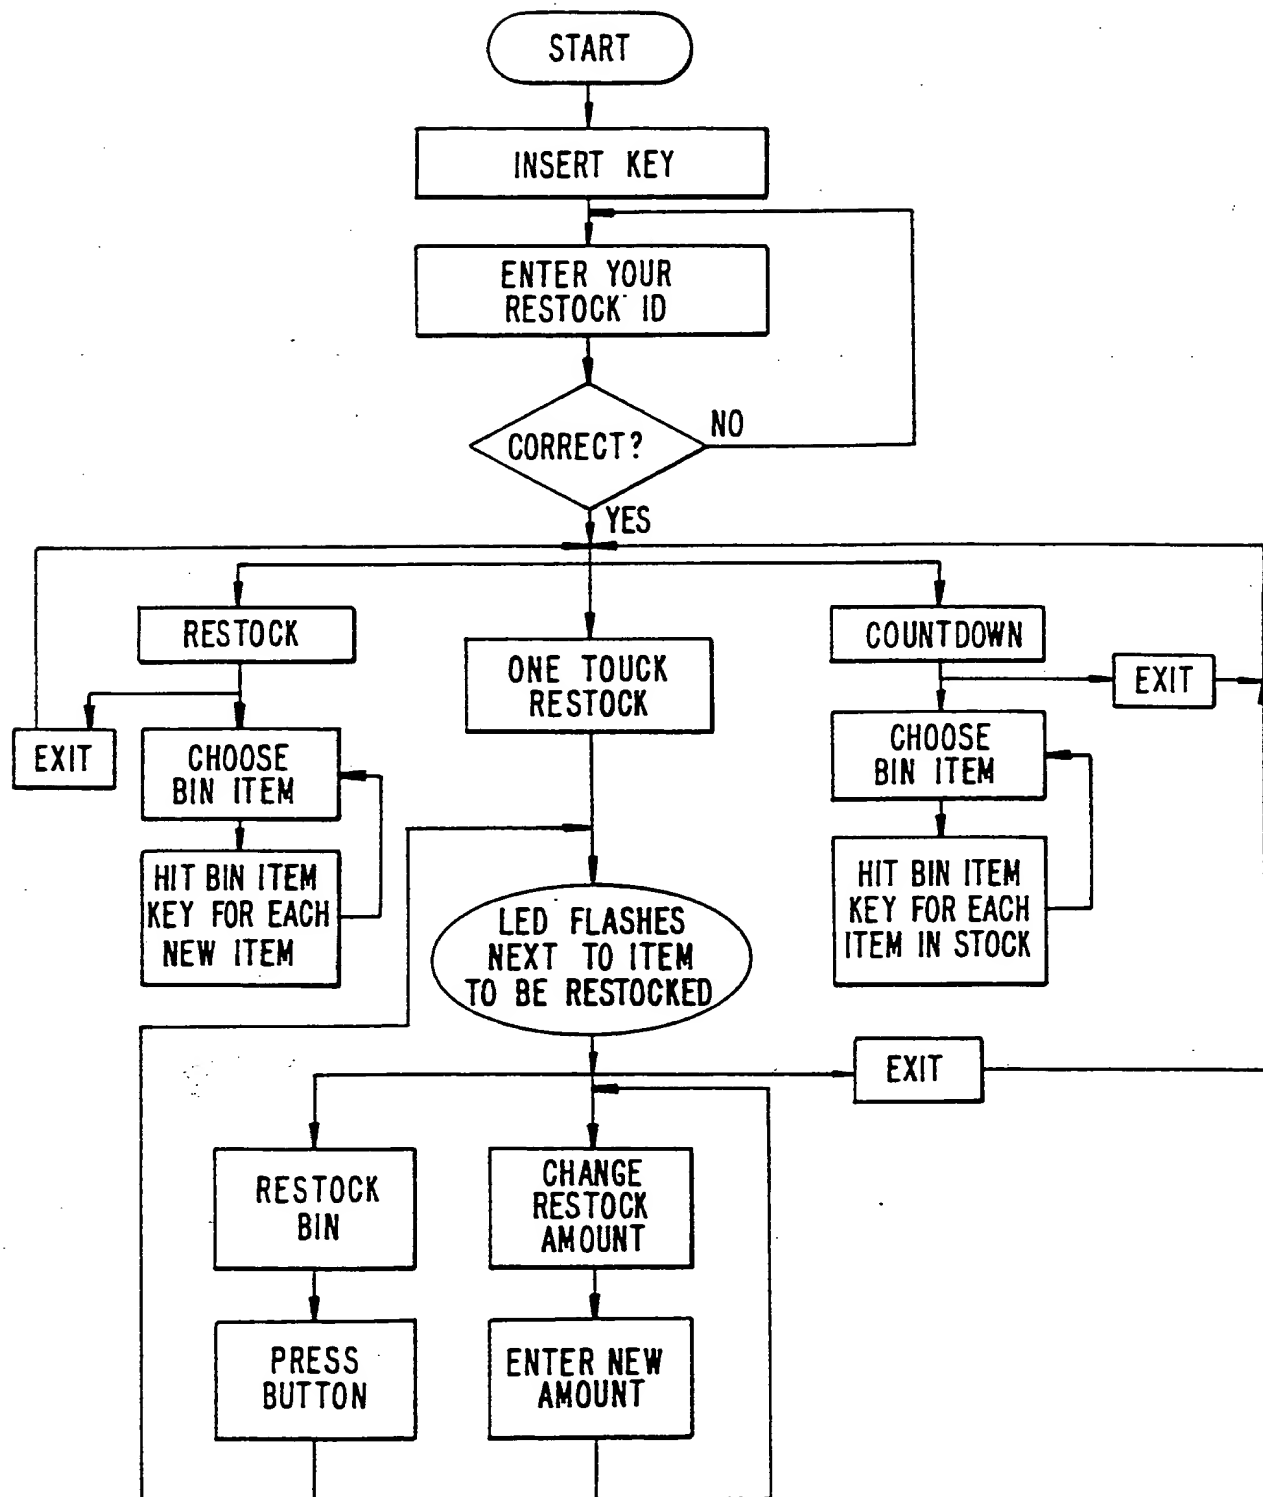 START
INSERT KEY
ENTER YOUR
RESTOCK ID
CORRECT?
NO
YES
RESTOCK
EXIT
CHOOSE
BIN ITEM
HIT BIN ITEM
KEY FOR EACH
NEW ITEM
ONE TOUCK
RESTOCK
LED FLASHES
NEXT TO ITEM
TO BE RESTOCKED
COUNTDOWN
EXIT
CHOOSE
BIN ITEM
HIT BIN ITEM
KEY FOR EACH
ITEM IN STOCK
EXIT
RESTOCK
BIN
PRESS
BUTTON
CHANGE
RESTOCK
AMOUNT
ENTER NEW
AMOUNT